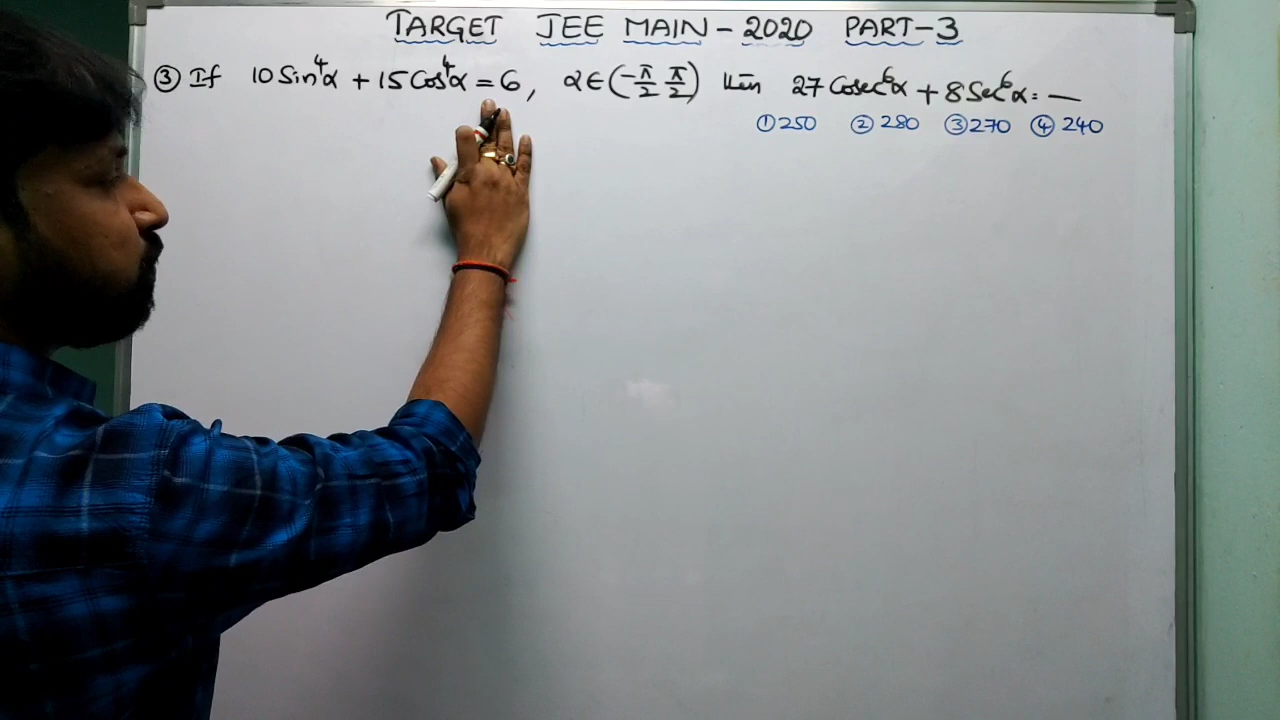 TARGET JEE MAIN - 2020 PART-3
③ If 10 Sin⁴α + 15 Cos⁴α = 6, α ∈ (-π/2 π/2) then 27 Cosec⁶α + 8 Sec⁶α = —
① 250 ② 280 ③ 270 ④ 240